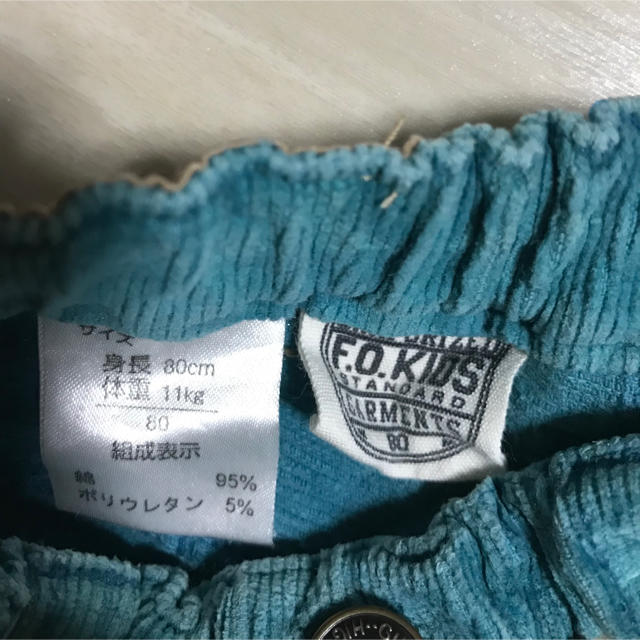 サイズ
身長 80cm
体重 11kg
80
組成表示
綿 95%
ポリウレタン 5%
F.O.KIDS
STANDARD
GARMENTS
80